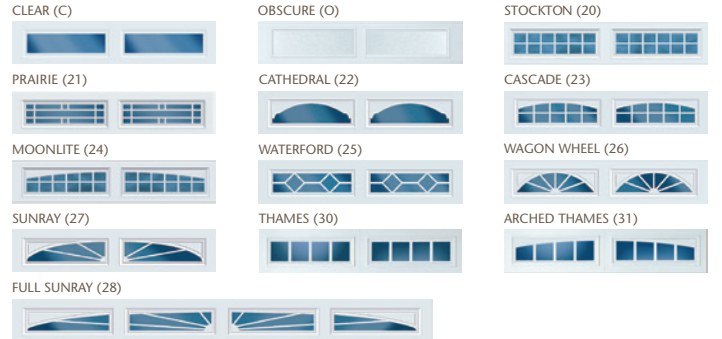 CLEAR (C)
OBSCURE (O)
STOCKTON (20)
PRAIRIE (21)
CATHEDRAL (22)
CASCADE (23)
MOONLITE (24)
WATERFORD (25)
WAGON WHEEL (26)
SUNRAY (27)
THAMES (30)
ARCHED THAMES (31)
FULL SUNRAY (28)